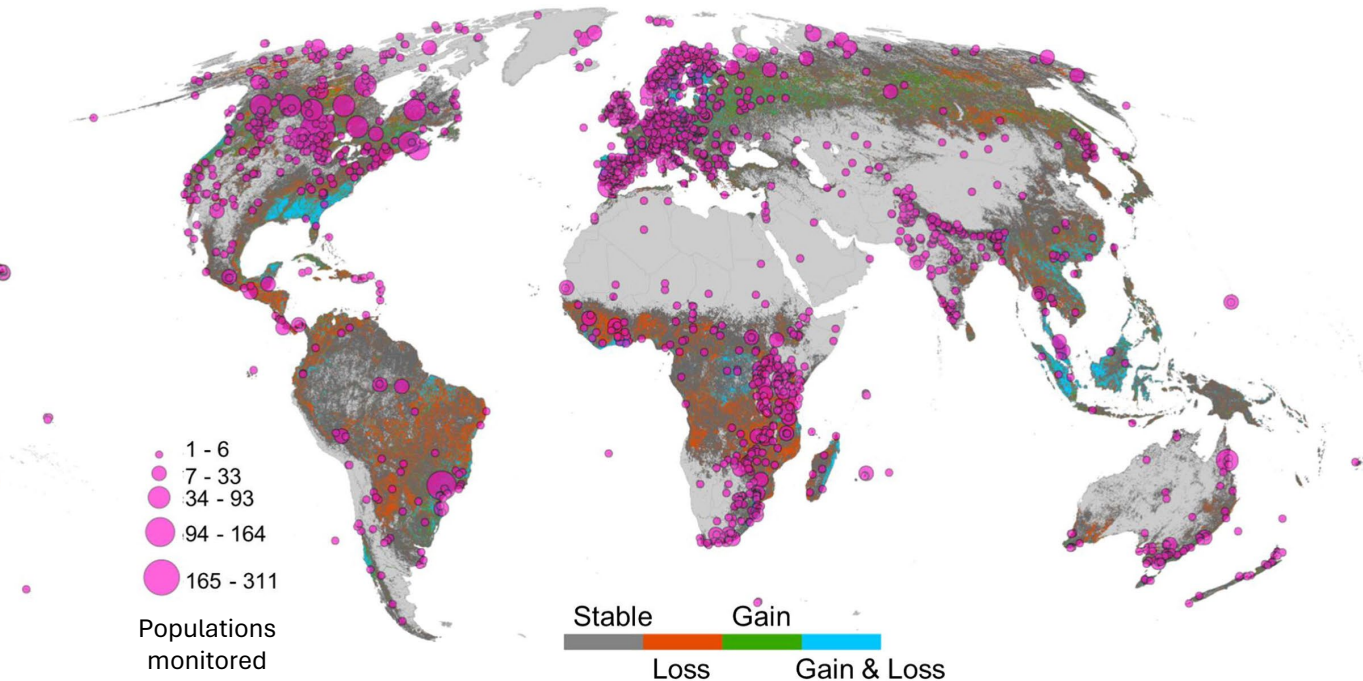 1 - 6
7 - 33
34 - 93
94 - 164
165 - 311
Populations
monitored
Stable Gain
Loss Gain & Loss